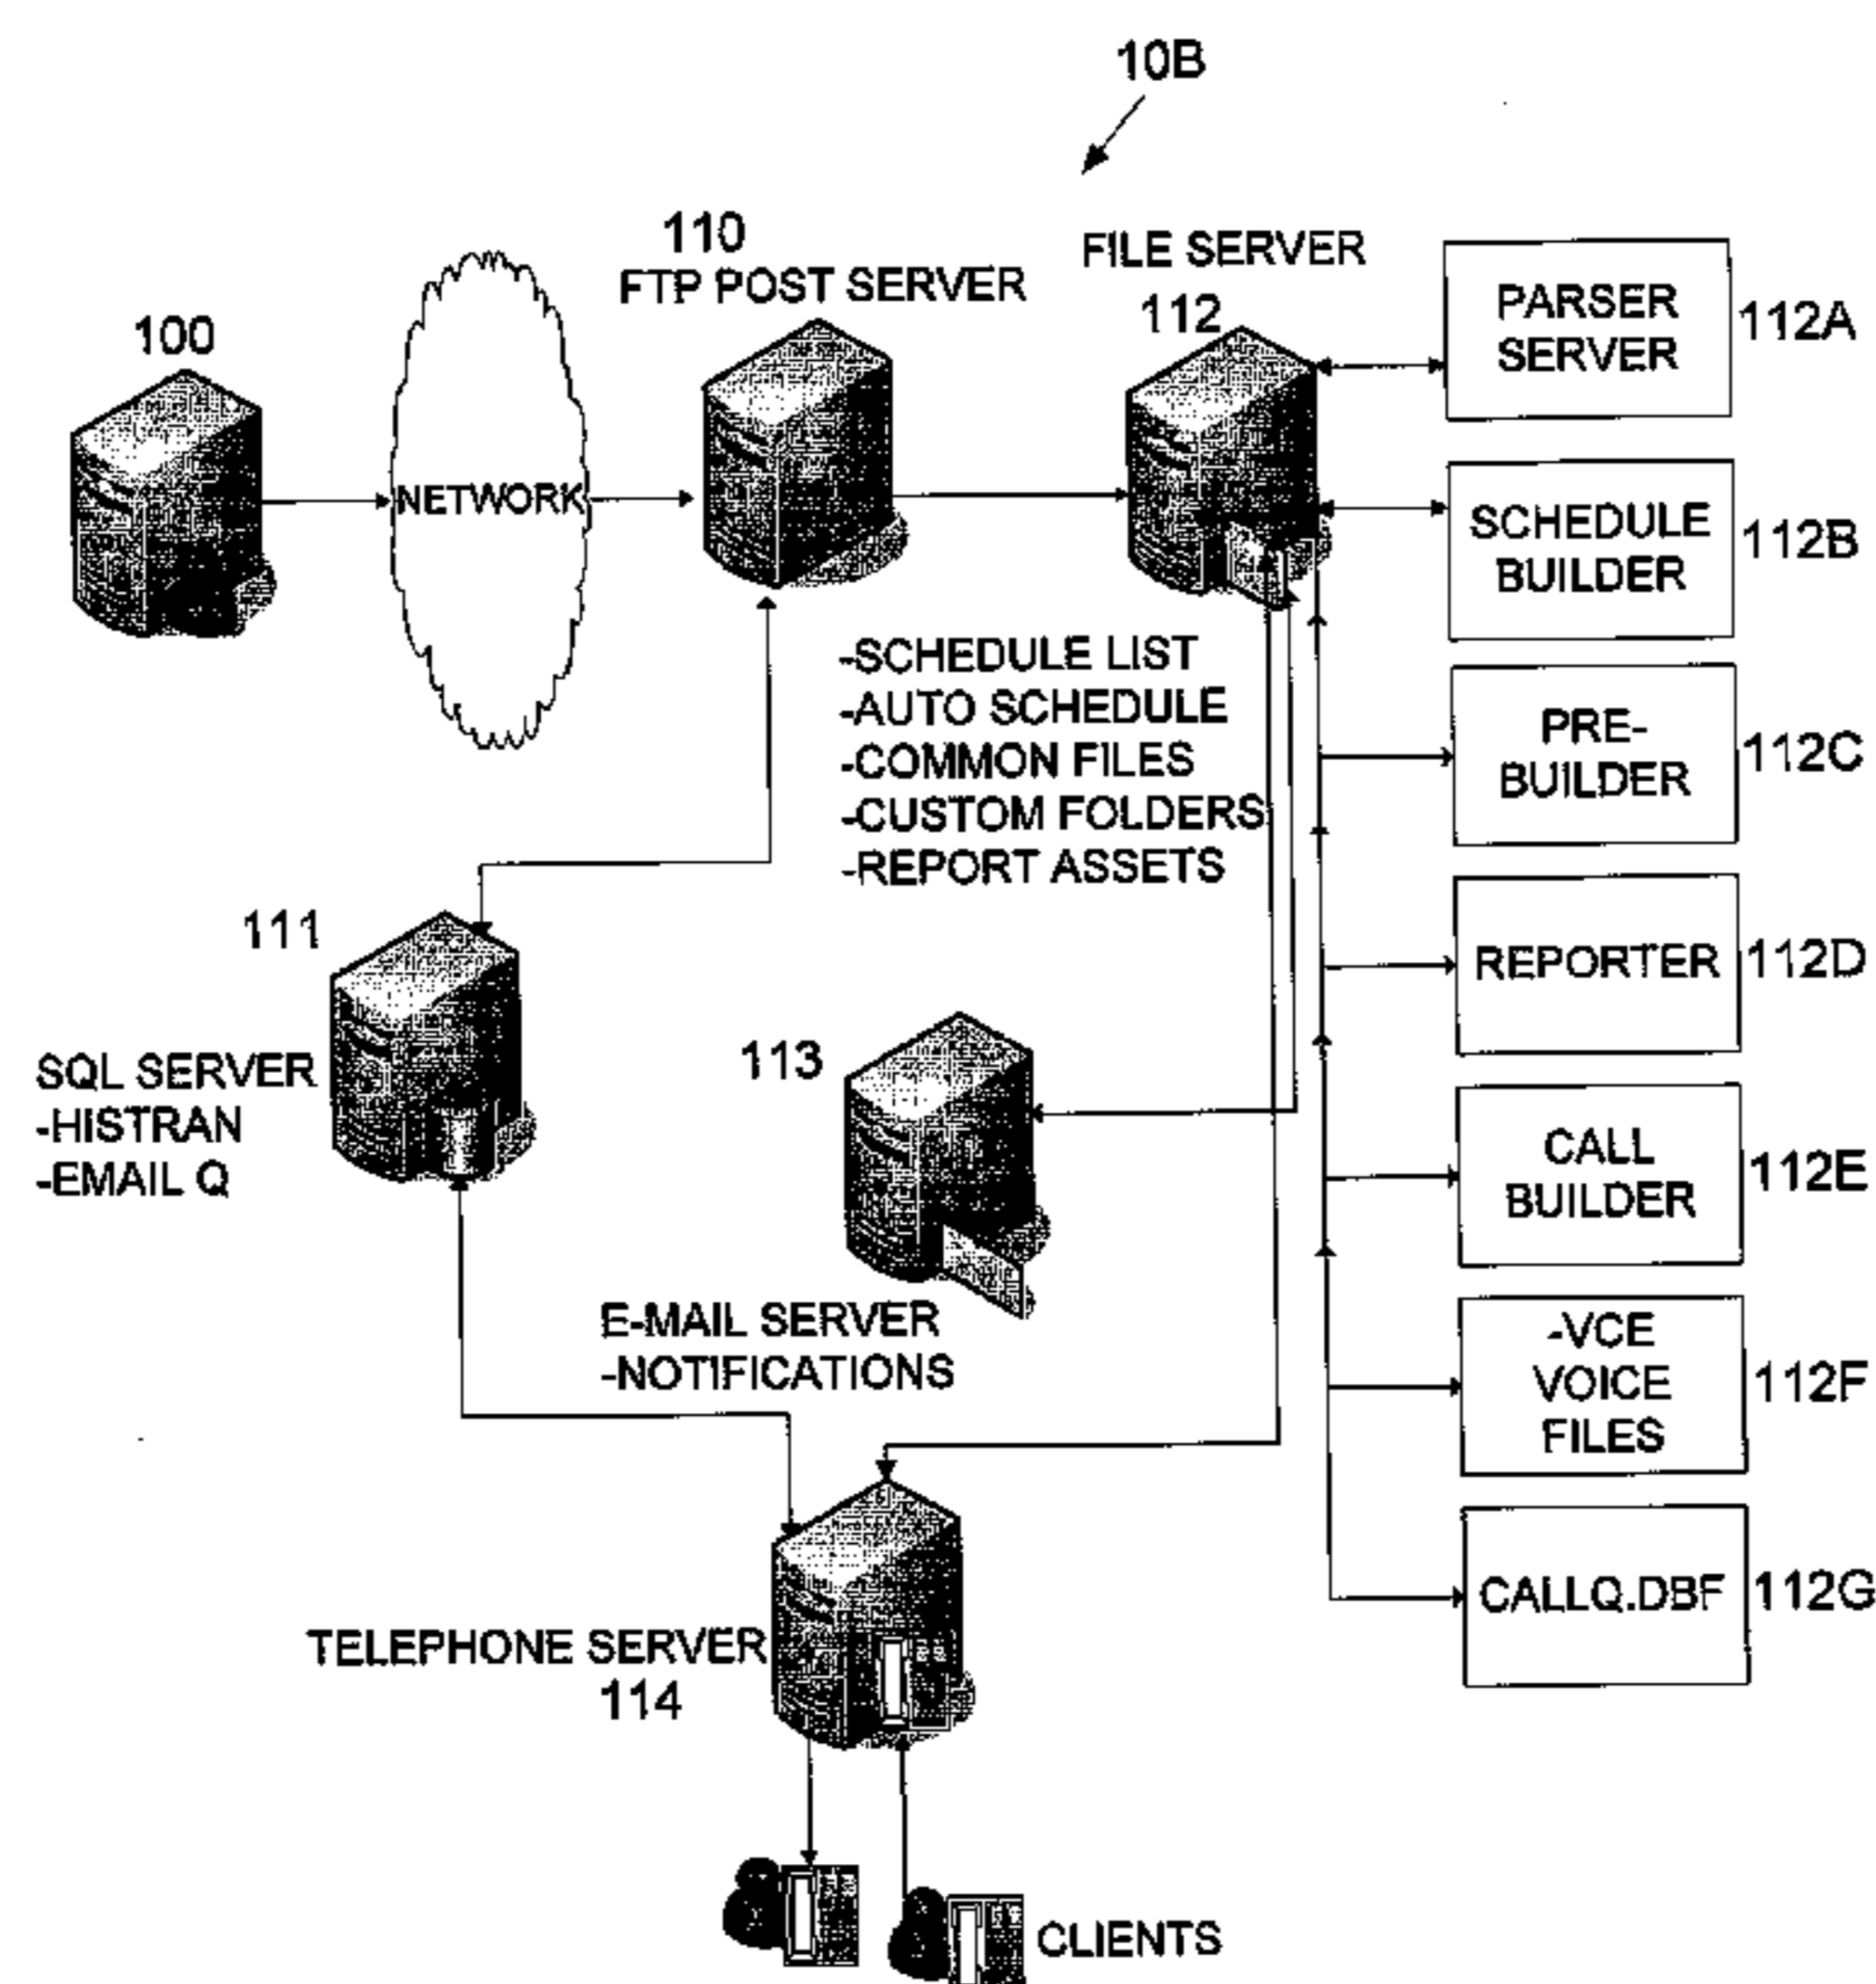 10B
110
FTP POST SERVER
FILE SERVER
112
100
NETWORK
PARSER
SERVER
112A
SCHEDULE
BUILDER
112B
-SCHEDULE LIST
-AUTO SCHEDULE
-COMMON FILES
-CUSTOM FOLDERS
-REPORT ASSETS
PRE-
BUILDER
112C
111
SQL SERVER
-HISTRAN
-EMAIL Q
113
REPORTER
112D
CALL
BUILDER
112E
E-MAIL SERVER
-NOTIFICATIONS
-VCE
VOICE
FILES
112F
TELEPHONE SERVER
114
CALLQ.DBF
112G
CLIENTS